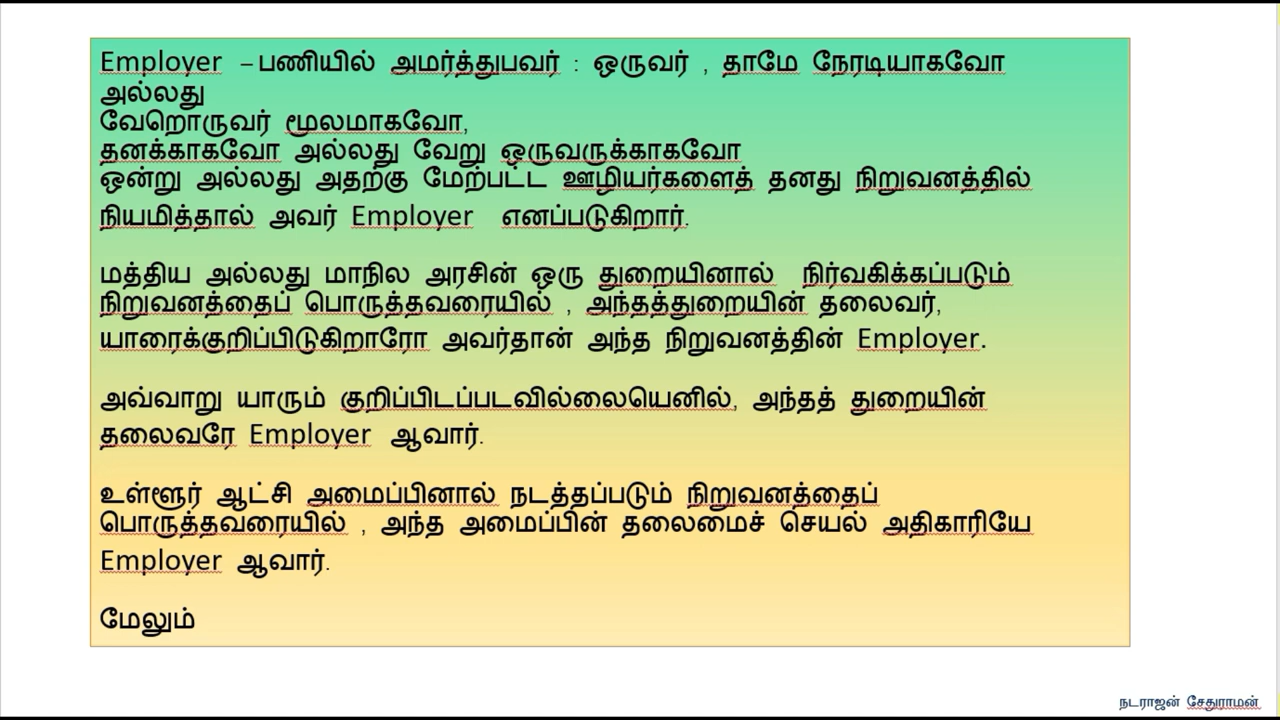 Employer – பணியில் அமர்த்துபவர் : ஒருவர் , தாமே நேரடியாகவோ
அல்லது
வேறொருவர் மூலமாகவோ,
தனக்காகவோ அல்லது வேறு ஒருவருக்காகவோ
ஒன்று அல்லது அதற்கு மேற்பட்ட ஊழியர்களைத் தனது நிறுவனத்தில்
நியமித்தால் அவர் Employer எனப்படுகிறார்.
மத்திய அல்லது மாநில அரசின் ஒரு துறையினால் நிர்வகிக்கப்படும்
நிறுவனத்தைப் பொருத்தவரையில் , அந்தத்துறையின் தலைவர்,
யாரைக்குறிப்பிடுகிறாரோ அவர்தான் அந்த நிறுவனத்தின் Employer.
அவ்வாறு யாரும் குறிப்பிடப்படவில்லையெனில், அந்தத் துறையின்
தலைவரே Employer ஆவார்.
உள்ளூர் ஆட்சி அமைப்பினால் நடத்தப்படும் நிறுவனத்தைப்
பொருத்தவரையில் , அந்த அமைப்பின் தலைமைச் செயல் அதிகாரியே
Employer ஆவார்.
மேலும்
நடராஜன் சேதுராமன்